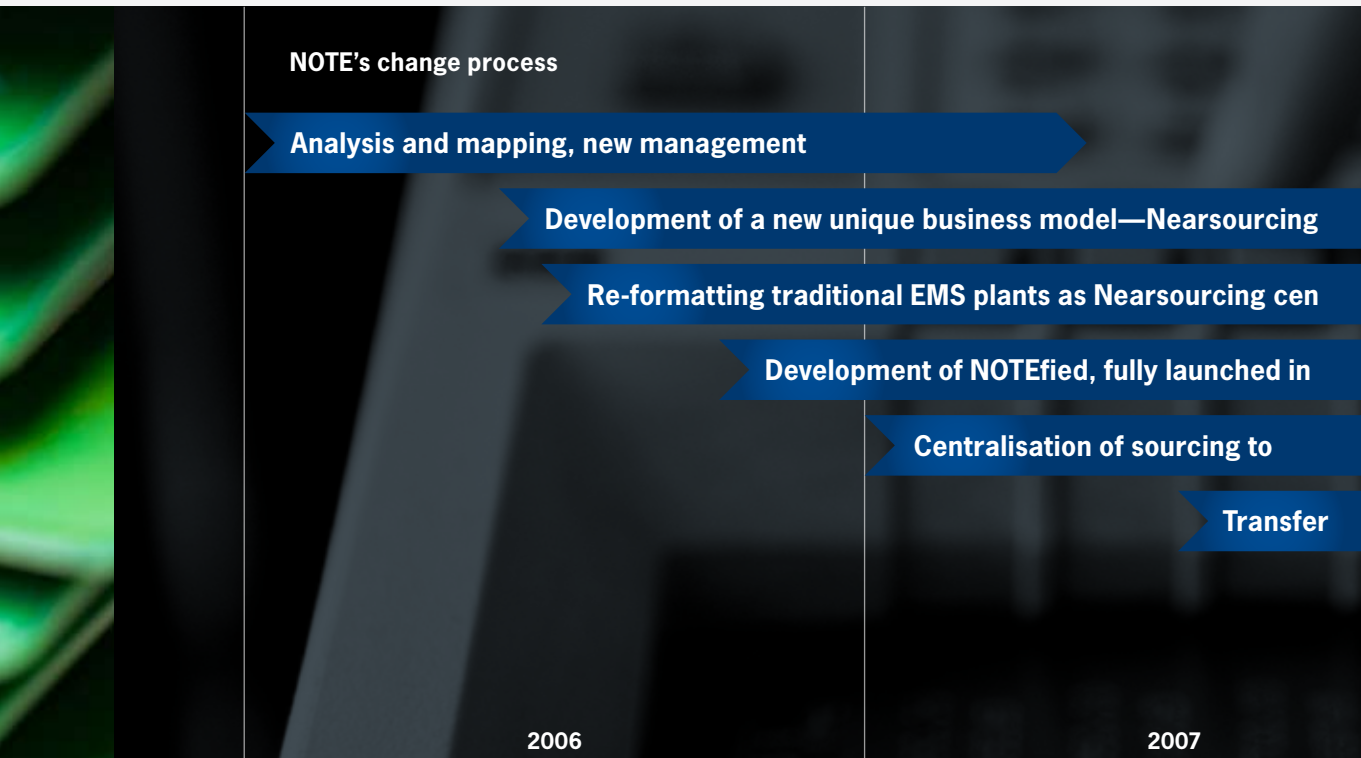 NOTE’s change process
Analysis and mapping, new management
Development of a new unique business model—Nearsourcing
Re-formatting traditional EMS plants as Nearsourcing cen
Development of NOTEfied, fully launched in
Centralisation of sourcing to
Transfer
2006
2007